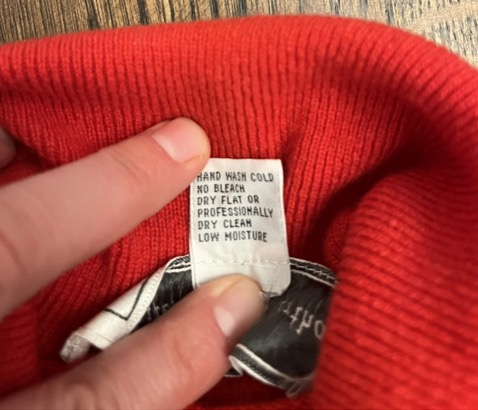 HAND WASH COLD
NO BLEACH
DRY FLAT OR
PROFESSIONALLY
DRY CLEAN
LOW MOISTURE